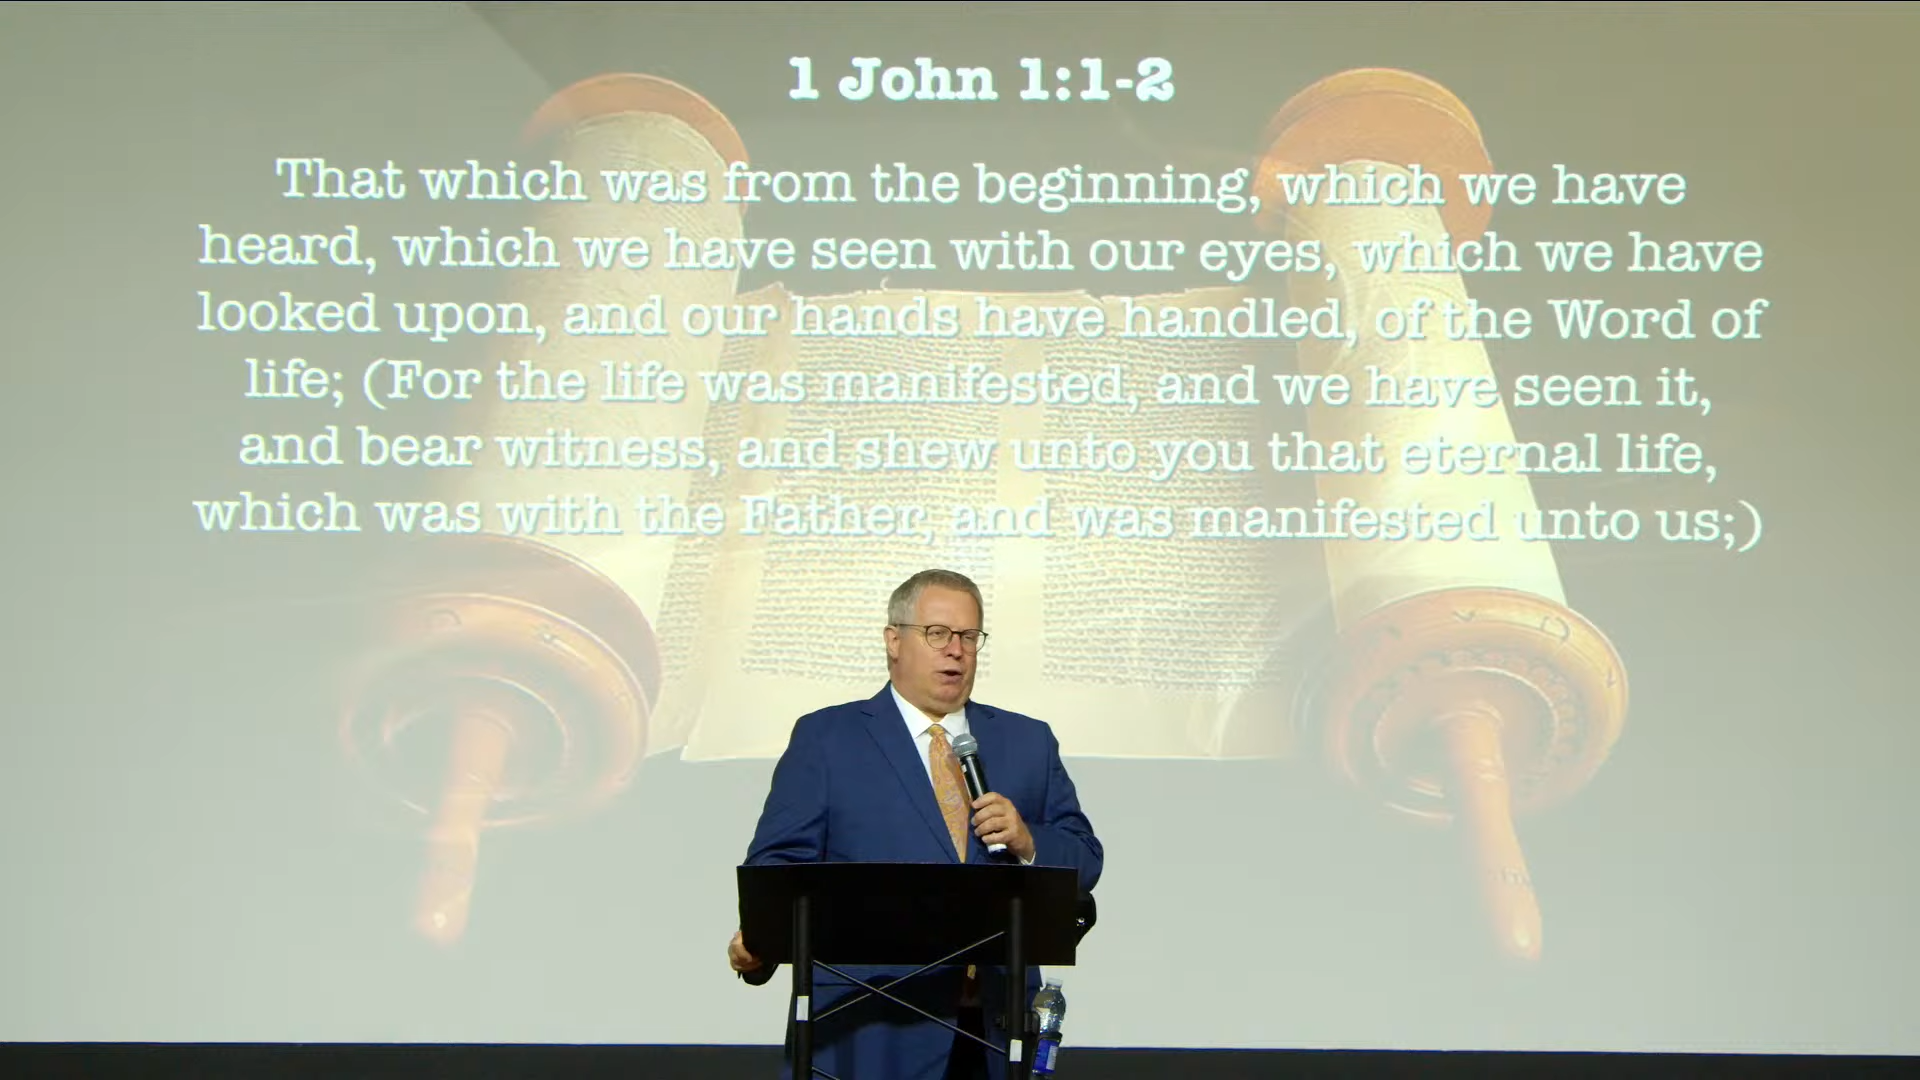 1 John 1:1-2
That which was from the beginning, which we have
heard, which we have seen with our eyes, which we have
looked upon, and our hands have handled, of the Word of
life; (For the life was manifested, and we have seen it,
and bear witness, and shew unto you that eternal life,
which was with the Father, and was manifested unto us;)